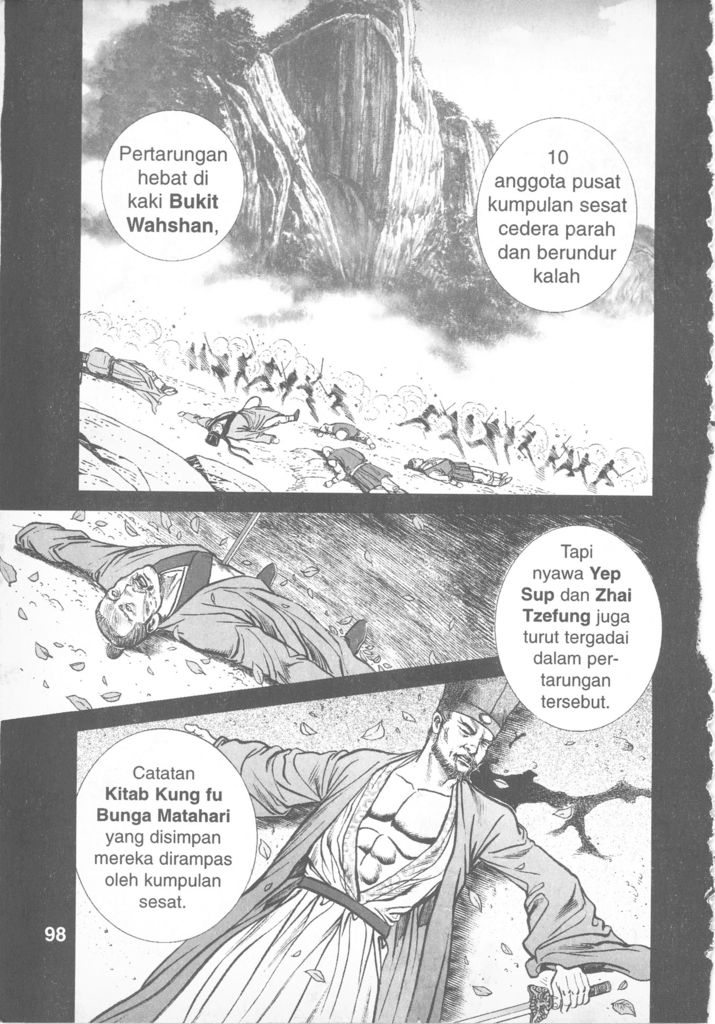 Pertarungan
hebat di
kaki Bukit
Wahshan,
10
anggota pusat
kumpulan sesat
cedera parah
dan berundur
kalah
Tapi
nyawa Yep
Sup dan Zhai
Tzefung juga
turut tergadai
dalam per-
tarungan
tersebut.
Catatan
Kitab Kung fu
Bunga Matahari
yang disimpan
mereka dirampas
oleh kumpulan
sesat.
98